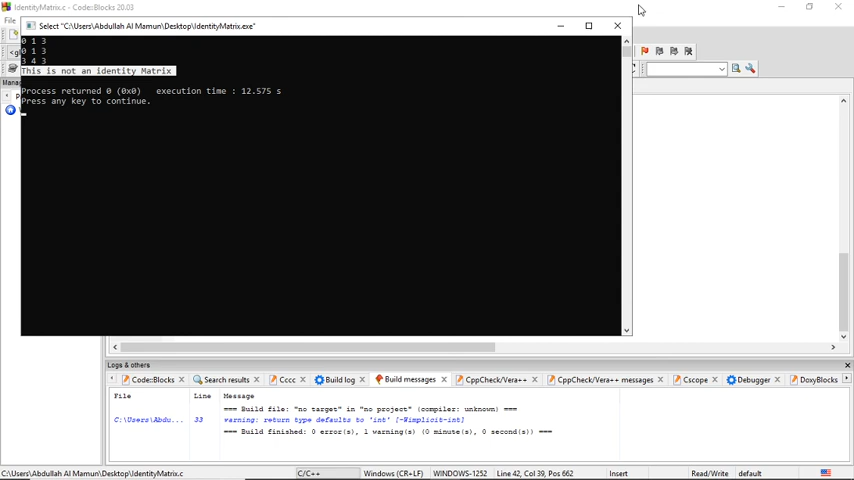 IdentityMatrix.c - Code::Blocks 20.03
File
Select "C:\Users\Abdullah Al Mamun\Desktop\IdentityMatrix.exe"
0 1 3
0 1 3
3 4 3
This is not an identity Matrix
Process returned 0 (0x0)   execution time : 12.575 s
Press any key to continue.
Logs & others
Code::Blocks
Search results
Cccc
Build log
Build messages
CppCheck/Vera++
CppCheck/Vera++ messages
Cscope
Debugger
DoxyBlocks
File Line Message
=== Build file: "no target" in "no project" (compiler: unknown) ===
C:\Users\Abdu... 33 warning: return type defaults to 'int' [-Wimplicit-int]
=== Build finished: 0 error(s), 1 warning(s) (0 minute(s), 0 second(s)) ===
C:\Users\Abdullah Al Mamun\Desktop\IdentityMatrix.c C/C++ Windows (CR+LF) WINDOWS-1252 Line 42, Col 39, Pos 662 Insert Read/Write default